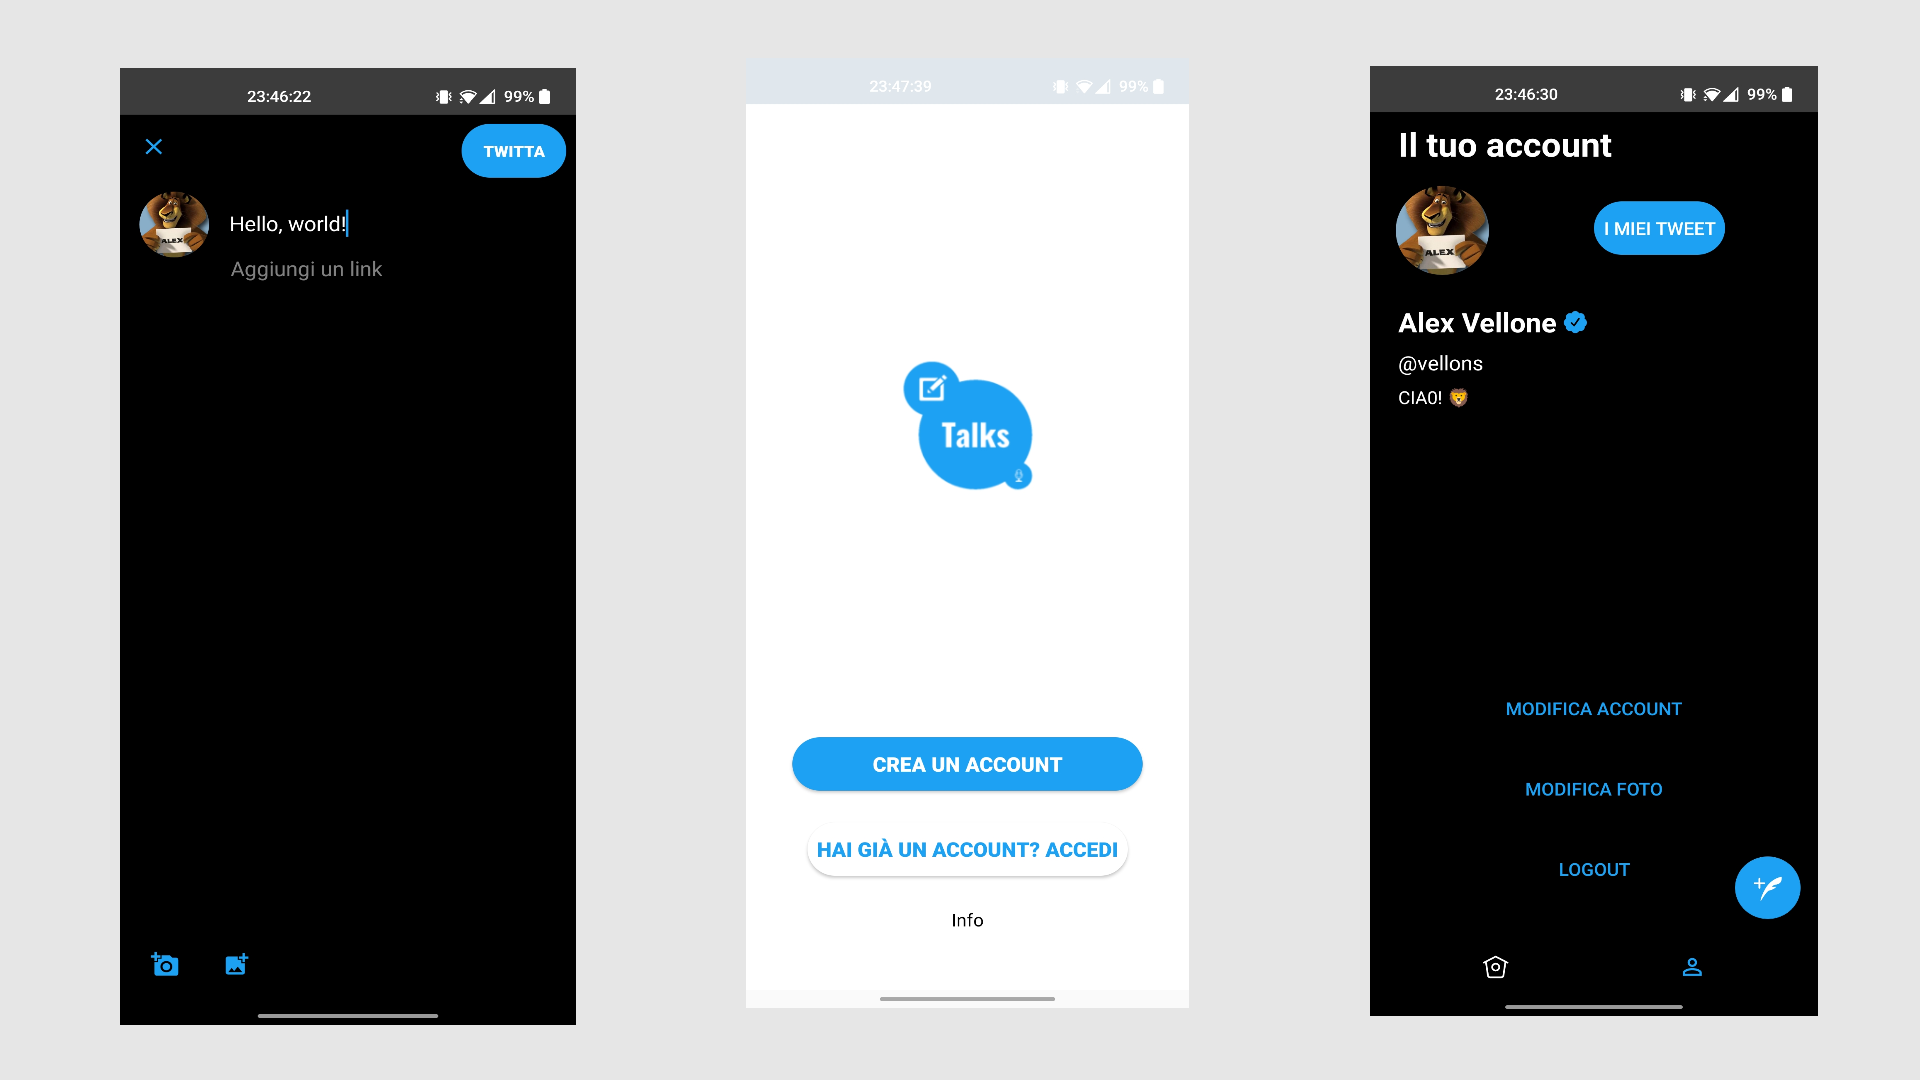 23:46:22
99%
TWITTA
ALEX
Hello, world!
Aggiungi un link
23:47:39
99%
Talks
CREA UN ACCOUNT
HAI GIÀ UN ACCOUNT? ACCEDI
Info
23:46:30
99%
Il tuo account
ALEX
I MIEI TWEET
Alex Vellone
@vellons
CIAO! 🦁
MODIFICA ACCOUNT
MODIFICA FOTO
LOGOUT